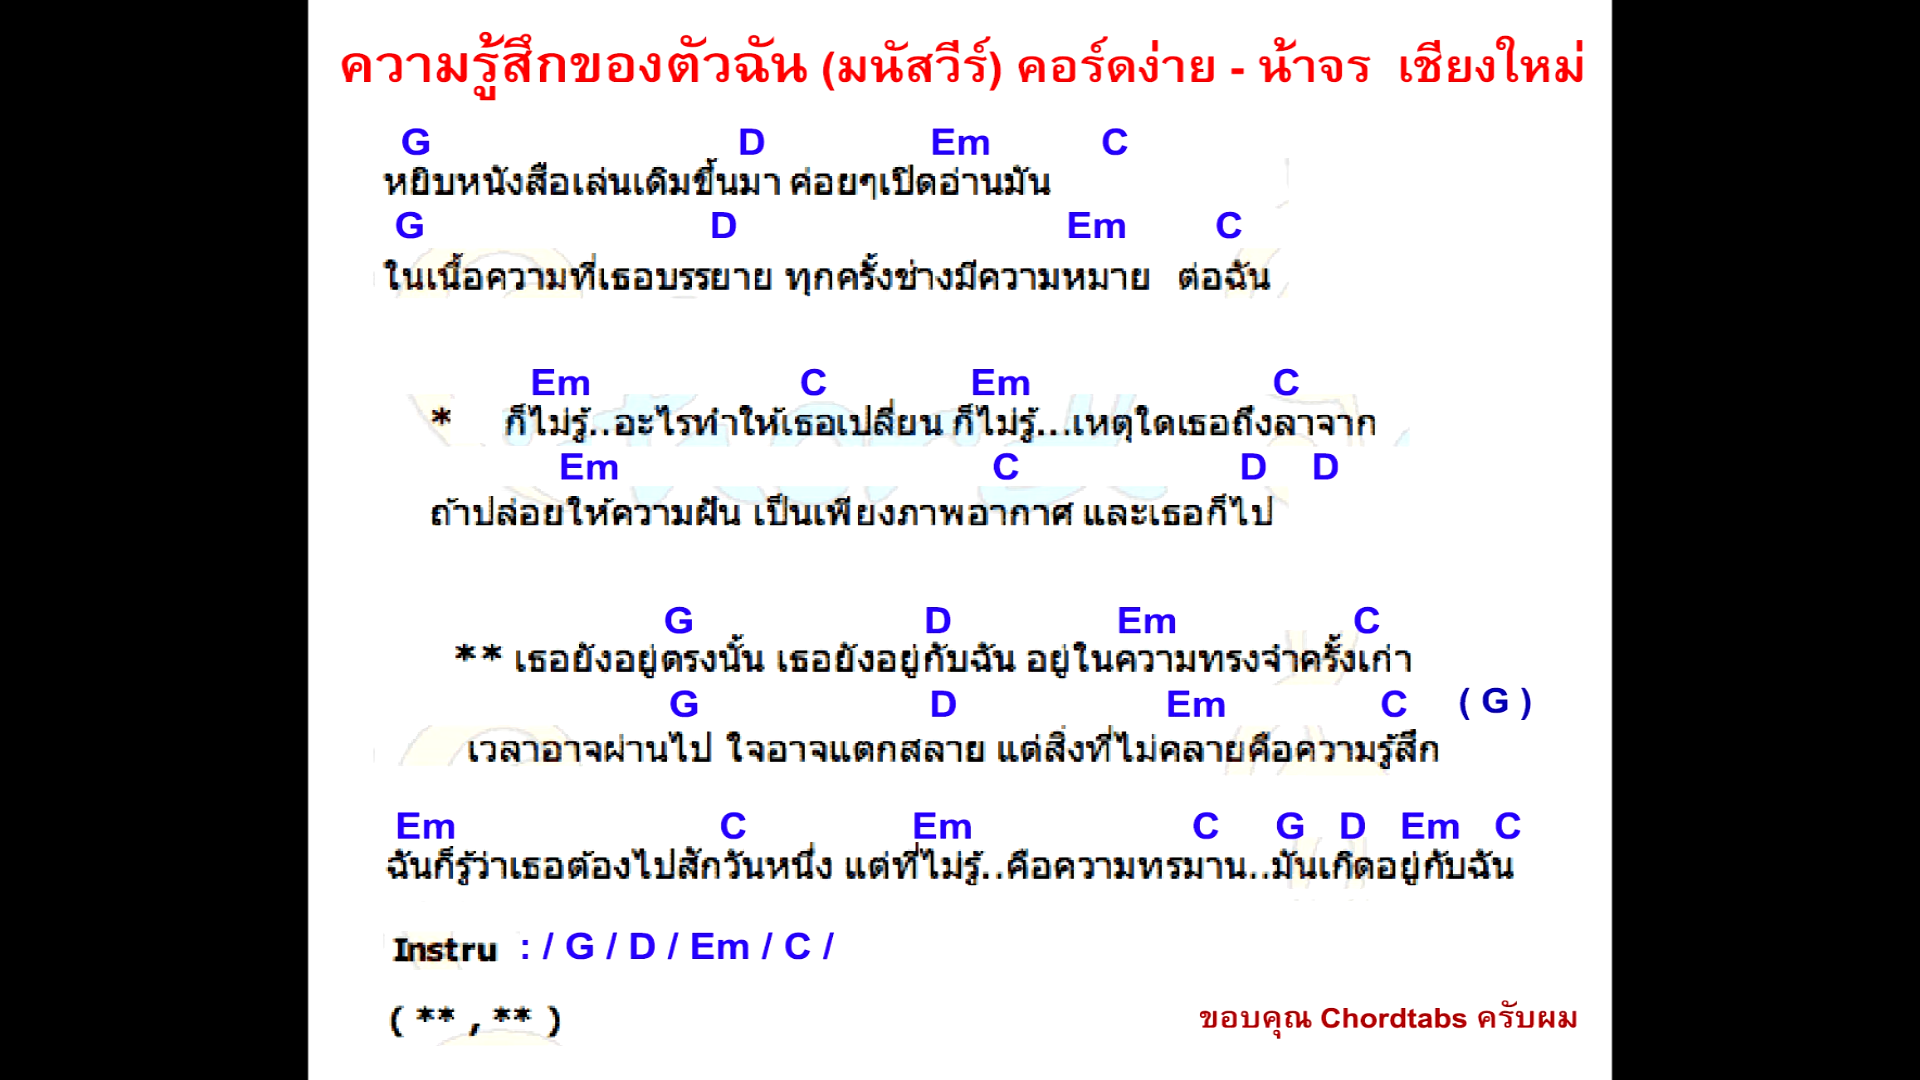 ความรู้สึกของตัวฉัน (มนัสวีร์) คอร์ดง่าย - น้าจร เชียงใหม่
G D Em C
หยิบหนังสือเล่นเดิมขึ้นมา ค่อยๆเปิดอ่านมัน
G D Em C
ในเนื้อความที่เธอบรรยาย ทุกครั้งช่างมีความหมาย ต่อฉัน
Em C Em C
* ก็ไม่รู้..อะไรทำให้เธอเปลี่ยน ก็ไม่รู้...เหตุใดเธอถึงลาจาก
Em C D D
ถ้าปล่อยให้ความฝัน เป็นเพียงภาพอากาศ และเธอก็ไป
G D Em C
** เธอยังอยู่ตรงนั้น เธอยังอยู่กับฉัน อยู่ในความทรงจำครั้งเก่า
G D Em C ( G )
เวลาอาจผ่านไป ใจอาจแตกสลาย แต่สิ่งที่ไม่คลายคือความรู้สึก
Em C Em C G D Em C
ฉันก็รู้ว่าเธอต้องไปสักวันหนึ่ง แต่ที่ไม่รู้..คือความทรมาน..มันเกิดอยู่กับฉัน
Instru : / G / D / Em / C /
( ** , ** )
ขอบคุณ Chordtabs ครับผม